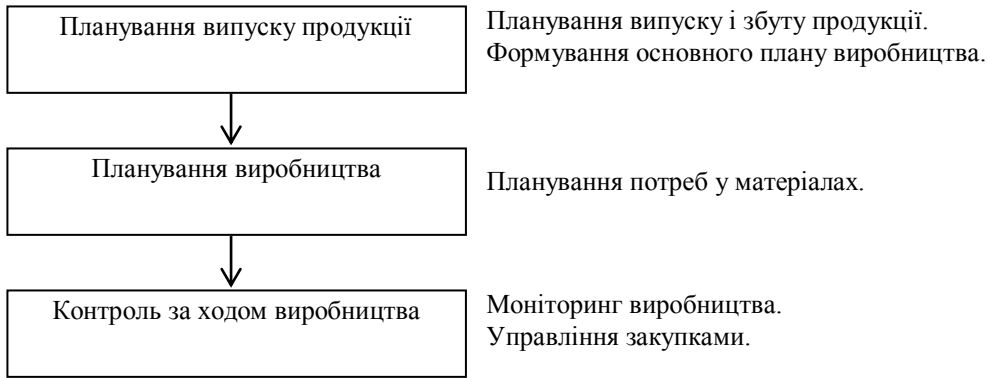 Планування випуску продукції
Планування випуску і збуту продукції.
Формування основного плану виробництва.
Планування виробництва
Планування потреб у матеріалах.
Контроль за ходом виробництва
Моніторинг виробництва.
Управління закупками.